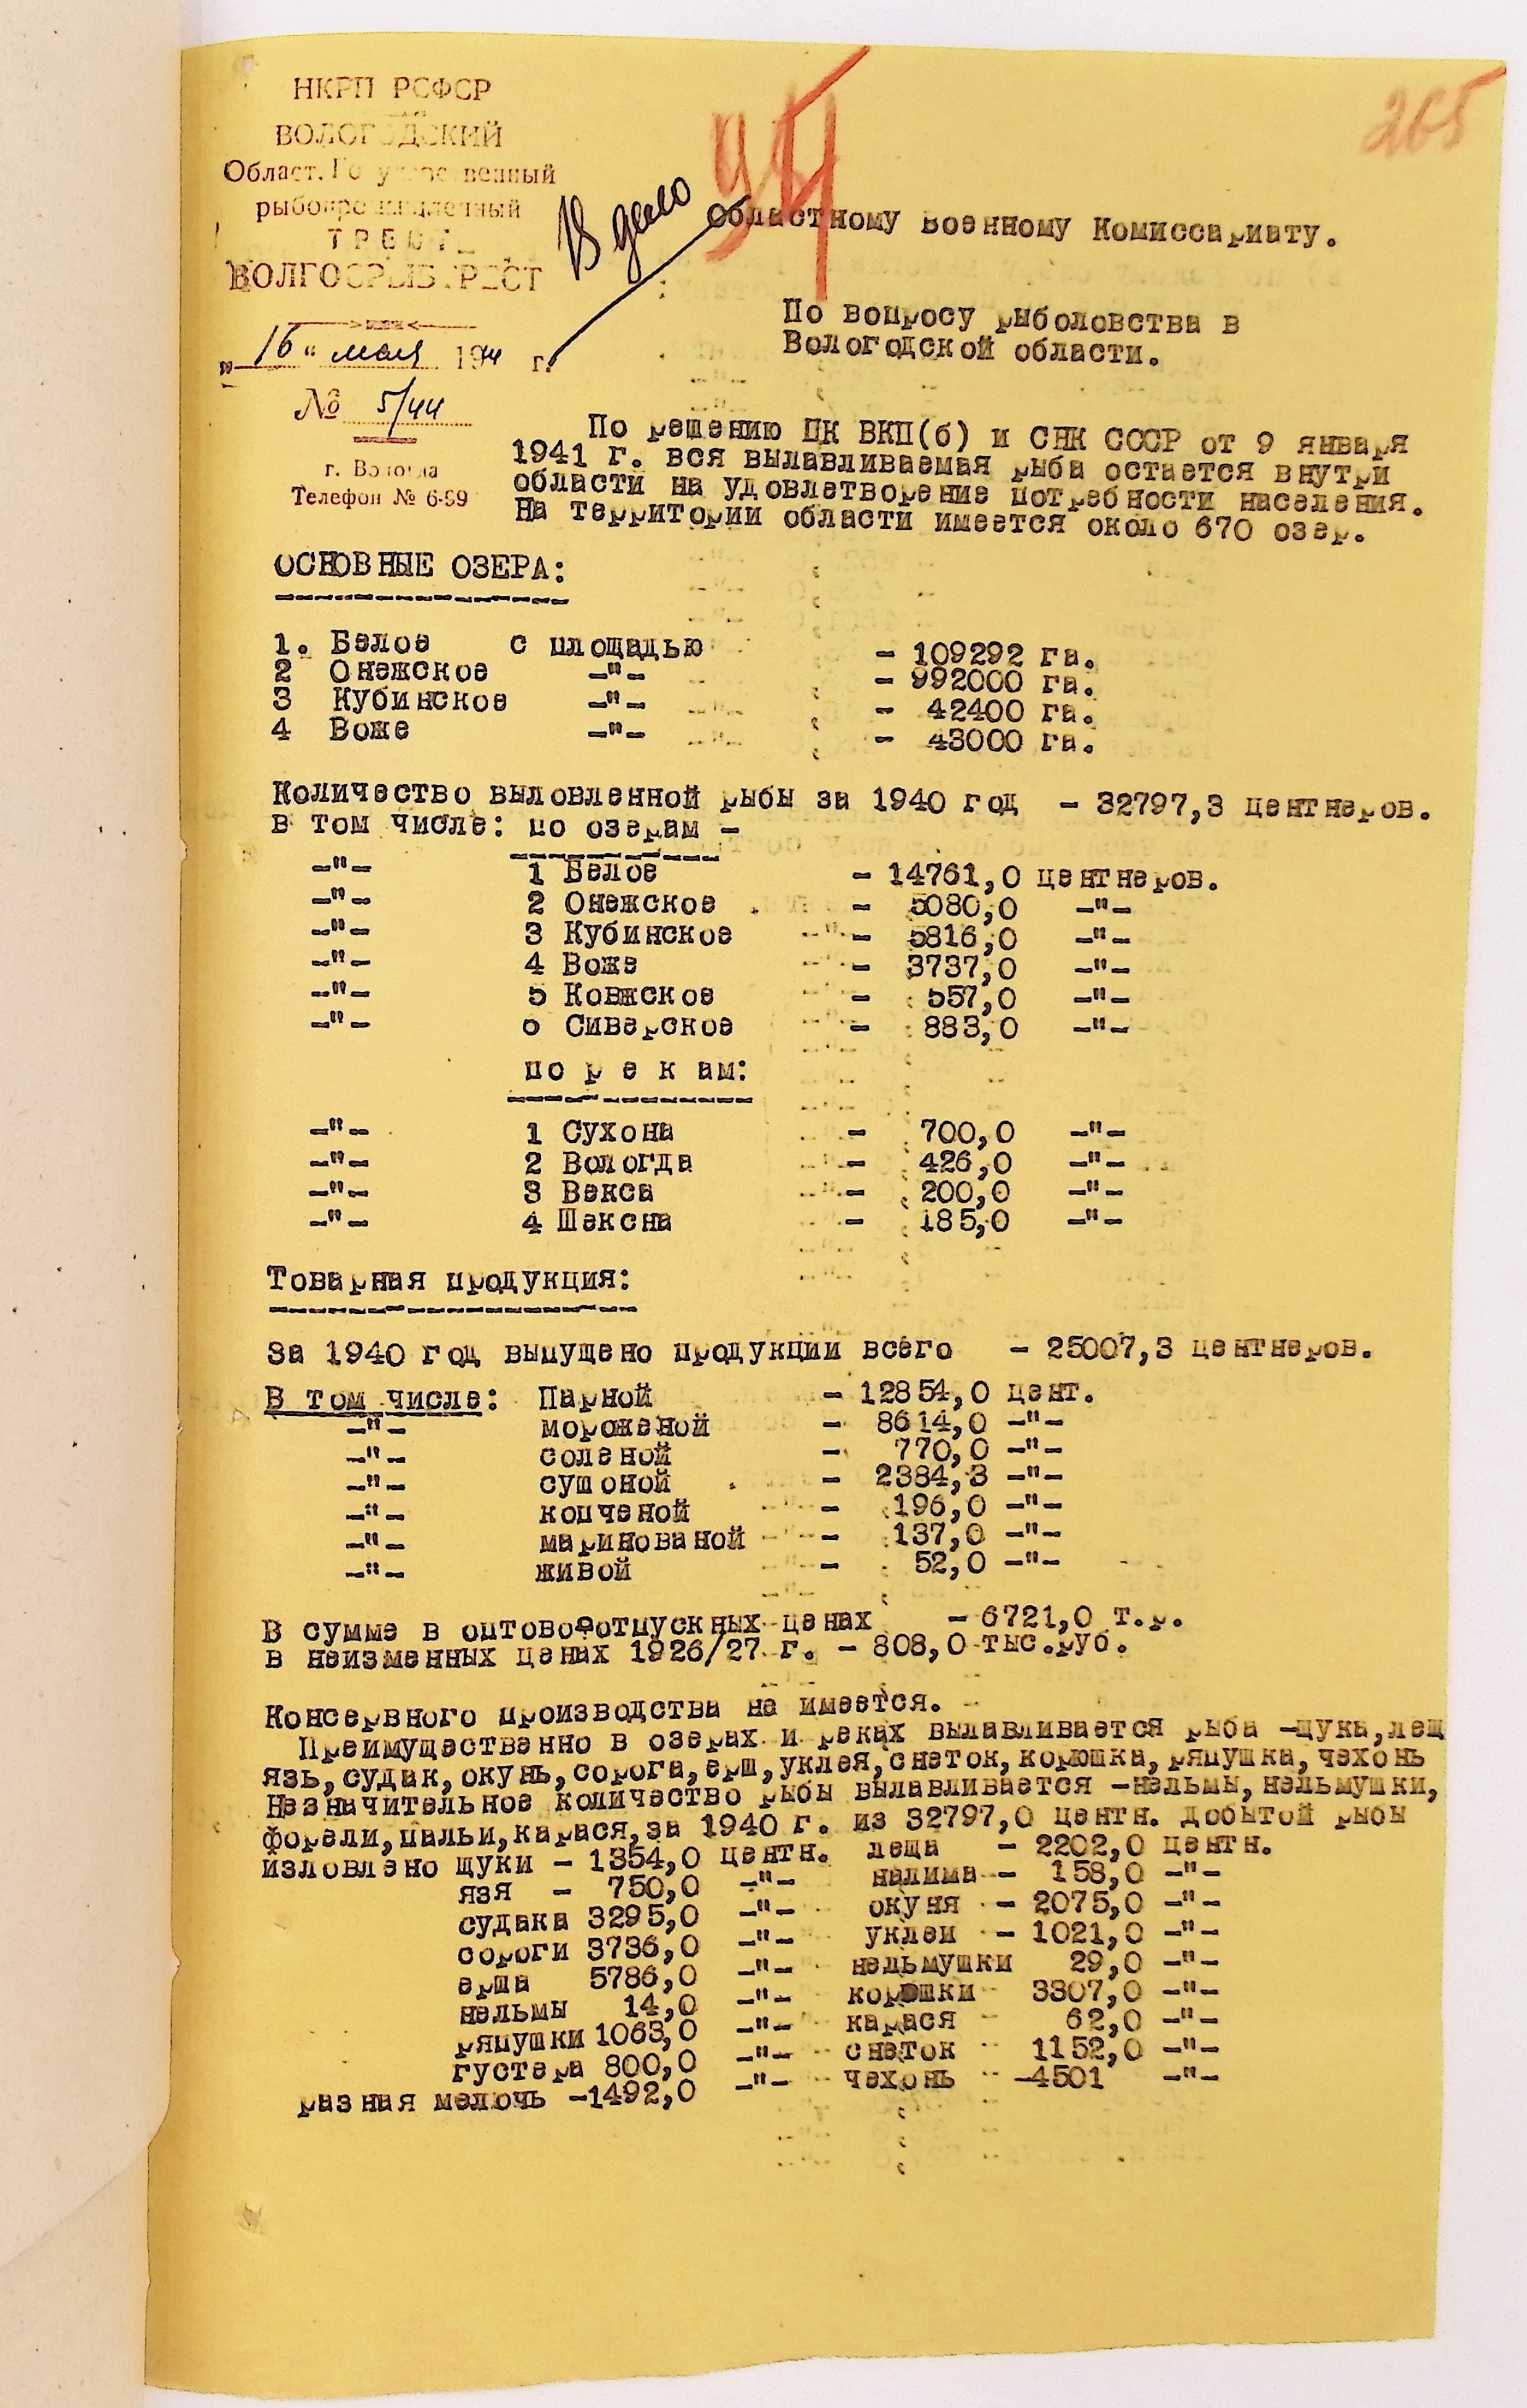 265
НКРП РСФСР
ВОЛОГОДСКИЙ
Област. Государственный
рыбопромышленный
ТРЕСТ
ВОЛГОСРЫБТРЕСТ
„16“ мая 194 г.
№ 5/44
г. Вологда
Телефон № 6-99
В дело
Областному Военному Комиссариату.
По вопросу рыболовства в
Вологодской области.
По решению ЦК ВКП(б) и СНК СССР от 9 января
1941 г. вся вылавливаемая рыба остается внутри
области на удовлетворение потребности населения.
На территории области имеется около 670 озер.
ОСНОВНЫЕ ОЗЕРА:
1. Белое с площадью - 109292 га.
2 Онежское -"- - 992000 га.
3 Кубинское -"- - 42400 га.
4 Воже -"- - 43000 га.
Количество выловленной рыбы за 1940 год - 32797,3 центнеров.
в том числе: по озерам -
-"- 1 Белое - 14761,0 центнеров.
-"- 2 Онежское - 5080,0 -"-
-"- 3 Кубинское - 5816,0 -"-
-"- 4 Воже - 3737,0 -"-
-"- 5 Ковжское - 557,0 -"-
-"- 6 Сиверское - 883,0 -"-
по р е к ам:
-"- 1 Сухона - 700,0 -"-
-"- 2 Вологда - 426,0 -"-
-"- 3 Векса - 200,0 -"-
-"- 4 Шексна - 185,0 -"-
Товарная продукция:
За 1940 год выпущено продукции всего - 25007,3 центнеров.
В том числе: Парной - 12854,0 цент.
-"- мороженой - 8614,0 -"-
-"- соленой - 770,0 -"-
-"- сушоной - 2384,3 -"-
-"- копченой - 196,0 -"-
-"- маринованой - 137,0 -"-
-"- живой - 52,0 -"-
В сумме в оптовоотпускных ценах - 6721,0 т.р.
в неизменных ценах 1926/27 г. - 808,0 тыс.руб.
Консервного производства на имеется.
Преимущественно в озерах и реках вылавливается рыба -щука,лещ
язь,судак,окунь,сорога,ерш,уклея,снеток,корюшка,ряпушка,чехонь
Незначительное количество рыбы вылавливается -нельмы,нельмушки,
форели,пальи,карася,за 1940 г. из 32797,0 центн. добытой рыбы
изловлено щуки - 1354,0 центн. леща - 2202,0 центн.
язя - 750,0 -"- налима - 158,0 -"-
судака 3295,0 -"- окуня - 2075,0 -"-
сороги 3736,0 -"- уклеи - 1021,0 -"-
ерша 5786,0 -"- нельмушки 29,0 -"-
нельмы 14,0 -"- корюшки 3307,0 -"-
ряпушки 1063,0 -"- карася 62,0 -"-
густера 800,0 -"- снеток 1152,0 -"-
разная мелочь -1492,0 -"- чехонь -4501 -"-